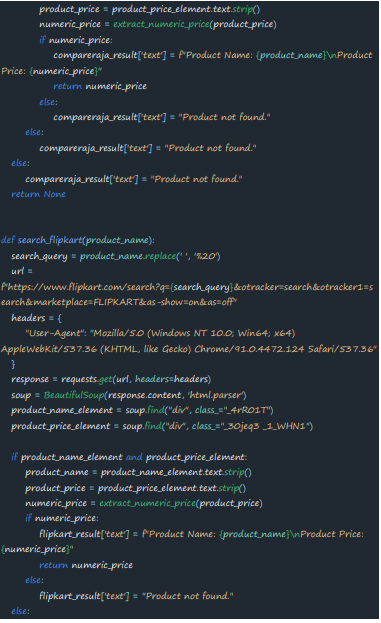 product_price = product_price_element.text.strip()
numeric_price = extract_numeric_price(product_price)
if numeric_price:
compareraja_result['text'] = f"Product Name: {product_name}\nProduct
Price: {numeric_price}"
return numeric_price
else:
compareraja_result['text'] = "Product not found."
else:
compareraja_result['text'] = "Product not found."
else:
compareraja_result['text'] = "Product not found."
return None
def search_flipkart(product_name):
search_query = product_name.replace(' ', '%20')
url =
f"https://www.flipkart.com/search?q={search_query}&otracker=search&otracker1=s
earch&marketplace=FLIPKART&as-show=on&as=off"
headers = {
"User-Agent": "Mozilla/5.0 (Windows NT 10.0; Win64; x64)
AppleWebKit/537.36 (KHTML, like Gecko) Chrome/91.0.4472.124 Safari/537.36"
}
response = requests.get(url, headers=headers)
soup = BeautifulSoup(response.content, 'html.parser')
product_name_element = soup.find("div", class_="_4rR01T")
product_price_element = soup.find("div", class_="_30jeq3 _1_WHN1")
if product_name_element and product_price_element:
product_name = product_name_element.text.strip()
product_price = product_price_element.text.strip()
numeric_price = extract_numeric_price(product_price)
if numeric_price:
flipkart_result['text'] = f"Product Name: {product_name}\nProduct Price:
{numeric_price}"
return numeric_price
else:
flipkart_result['text'] = "Product not found."
else: